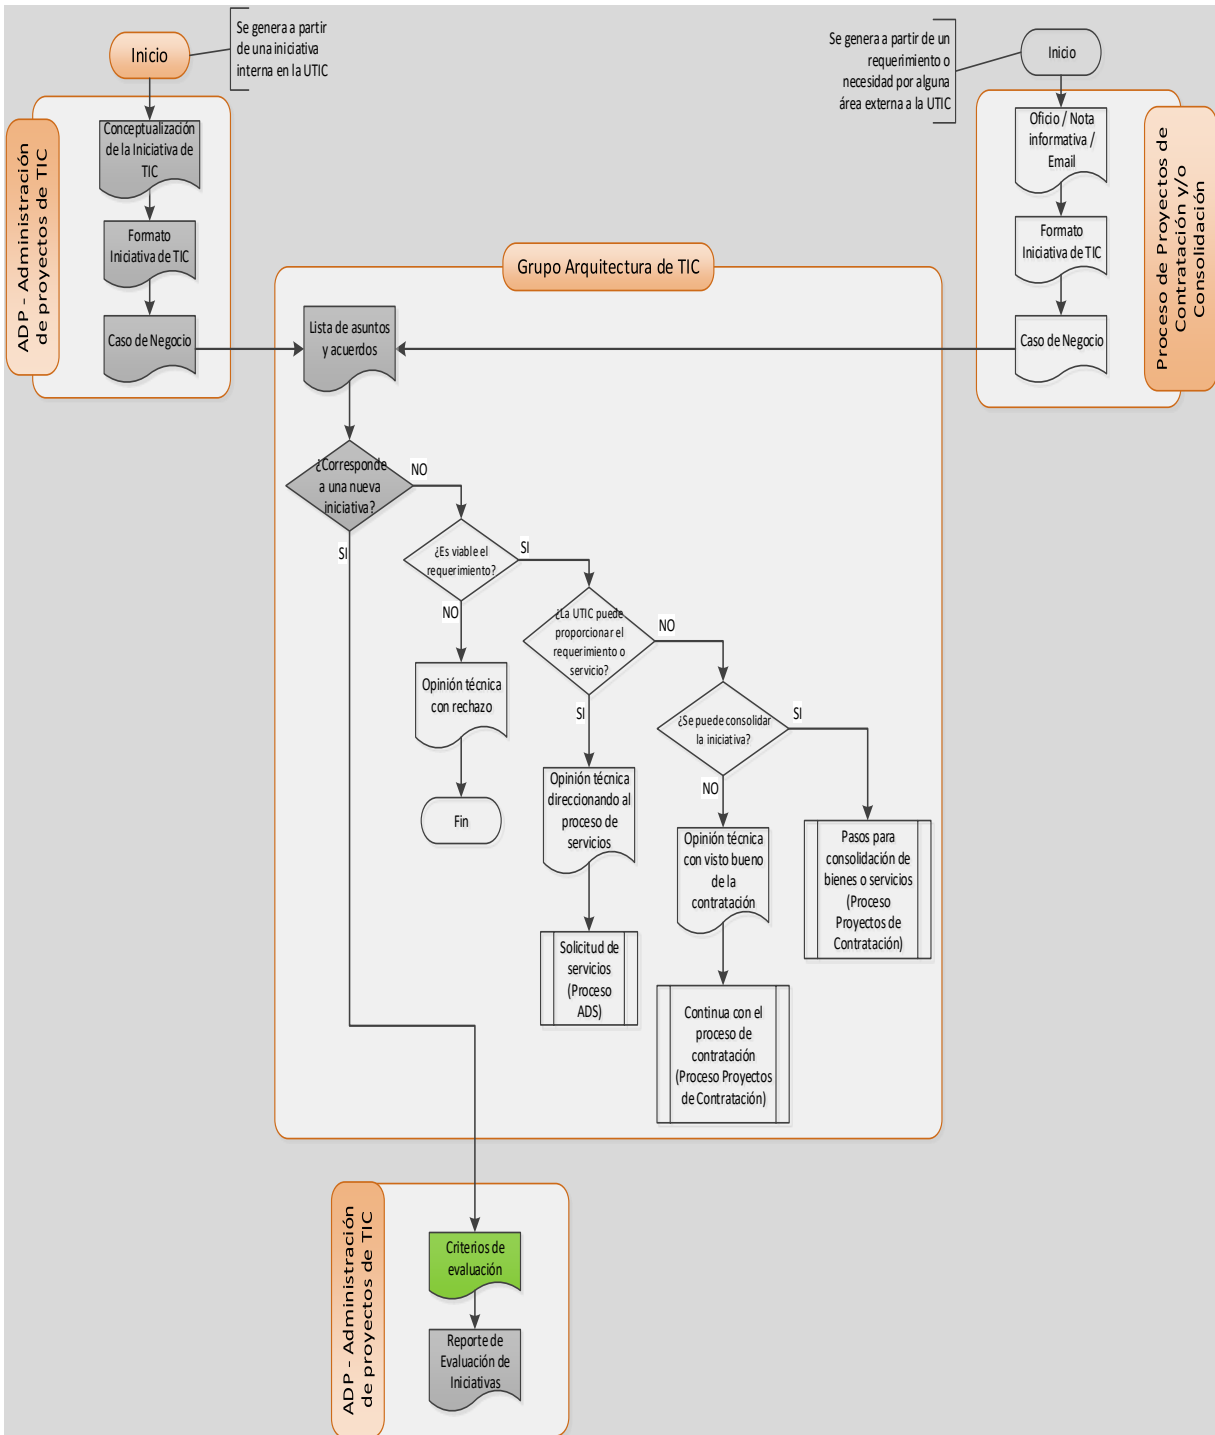 Inicio
Se genera a partir
de una iniciativa
interna en la UTIC
ADP - Administración
de proyectos de TIC
Conceptualización
de la Iniciativa de
TIC
Formato
Iniciativa de TIC
Caso de Negocio
Se genera a partir de un
requerimiento o
necesidad por alguna
área externa a la UTIC
Inicio
Proceso de Proyectos de
Contratación y/o
Consolidación
Oficio / Nota
informativa /
Email
Formato
Iniciativa de TIC
Caso de Negocio
Grupo Arquitectura de TIC
Lista de asuntos
y acuerdos
¿Corresponde
a una nueva
iniciativa?
NO
SI
¿Es viable el
requerimiento?
SI
NO
Opinión técnica
con rechazo
Fin
¿La UTIC puede
proporcionar el
requerimiento o
servicio?
NO
SI
Opinión técnica
direccionando al
proceso de
servicios
Solicitud de
servicios
(Proceso
ADS)
¿Se puede consolidar
la iniciativa?
SI
NO
Opinión técnica
con visto bueno
de la
contratación
Continua con el
proceso de
contratación
(Proceso Proyectos
de Contratación)
Pasos para
consolidación de
bienes o servicios
(Proceso
Proyectos de
Contratación)
ADP - Administración
de proyectos de TIC
Criterios de
evaluación
Reporte de
Evaluación de
Iniciativas